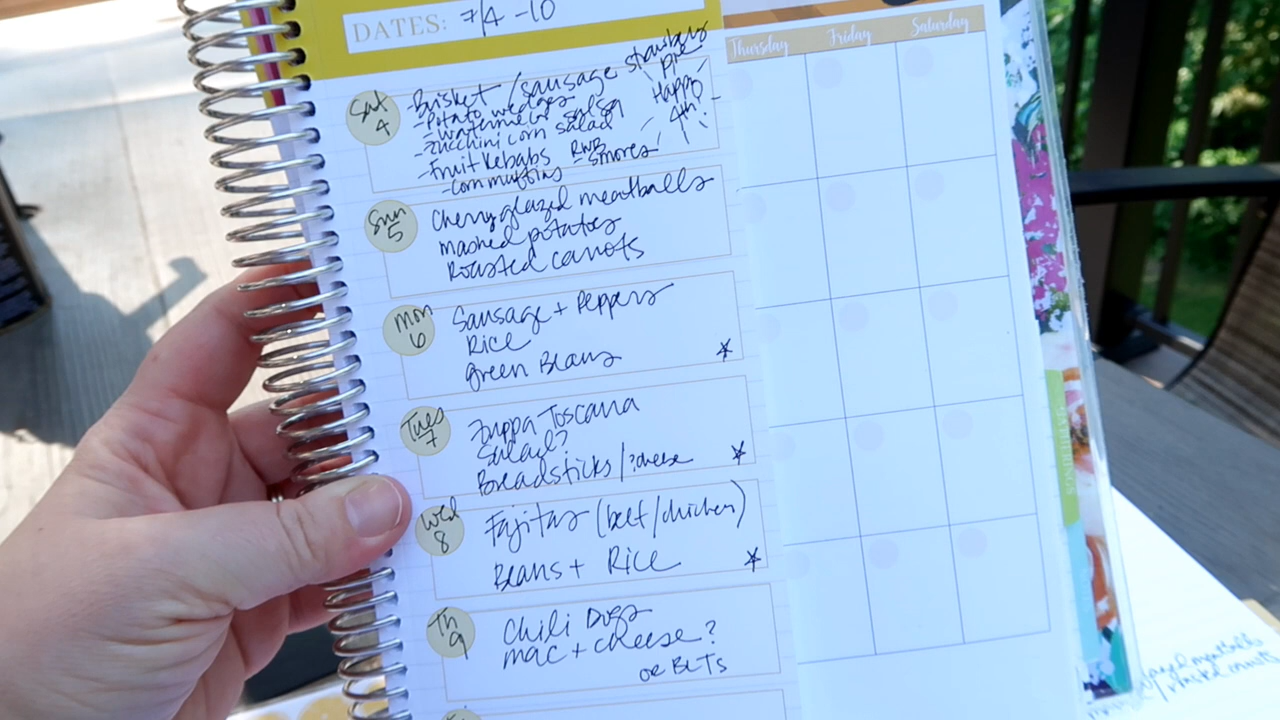 DATES: 7/4 -10
Thursday Friday Saturday
Sat 4
-Brisket /sausage strawberry pie
-Potato wedges
-watermelon salsa
-zucchini corn salad
-Fruit kebabs RWB
-smores
-corn muffins
Happy 4th!
Sun 5
Cherry glazed meatballs
mashed potatoes
Roasted carrots
Mon 6
Sausage + Peppers
Rice
green Beans
Tues 7
Zuppa Toscana
Salad?
Breadsticks / ?cheese
Wed 8
Fajitas (beef/chicken)
Beans + Rice
Th 9
Chili Dogs
mac + cheese?
or BLTs